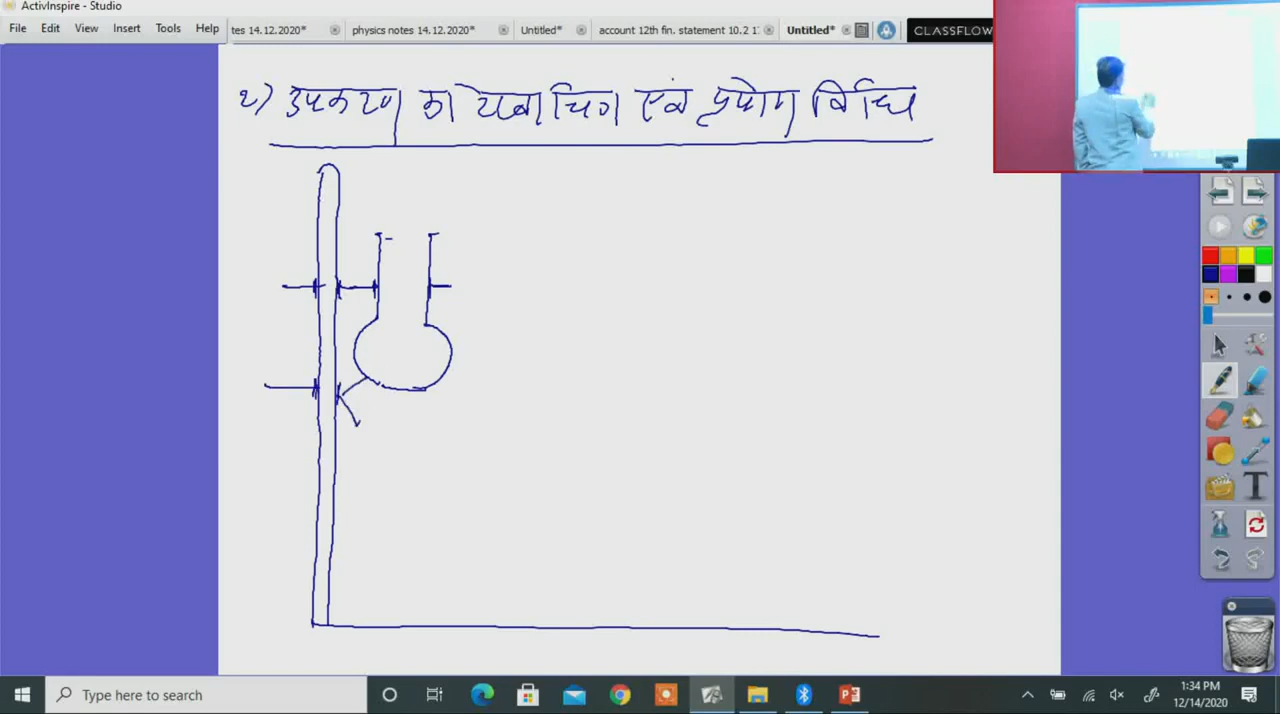 ActivInspire - Studio
File Edit View Insert Tools Help tes 14.12.2020* physics notes 14.12.2020* Untitled* account 12th fin. statement 10.2 1 Untitled* CLASSFLOW
२) उपकरण का रेखाचित्र एवं प्रयोग विधि
T
Type here to search
1:34 PM
12/14/2020